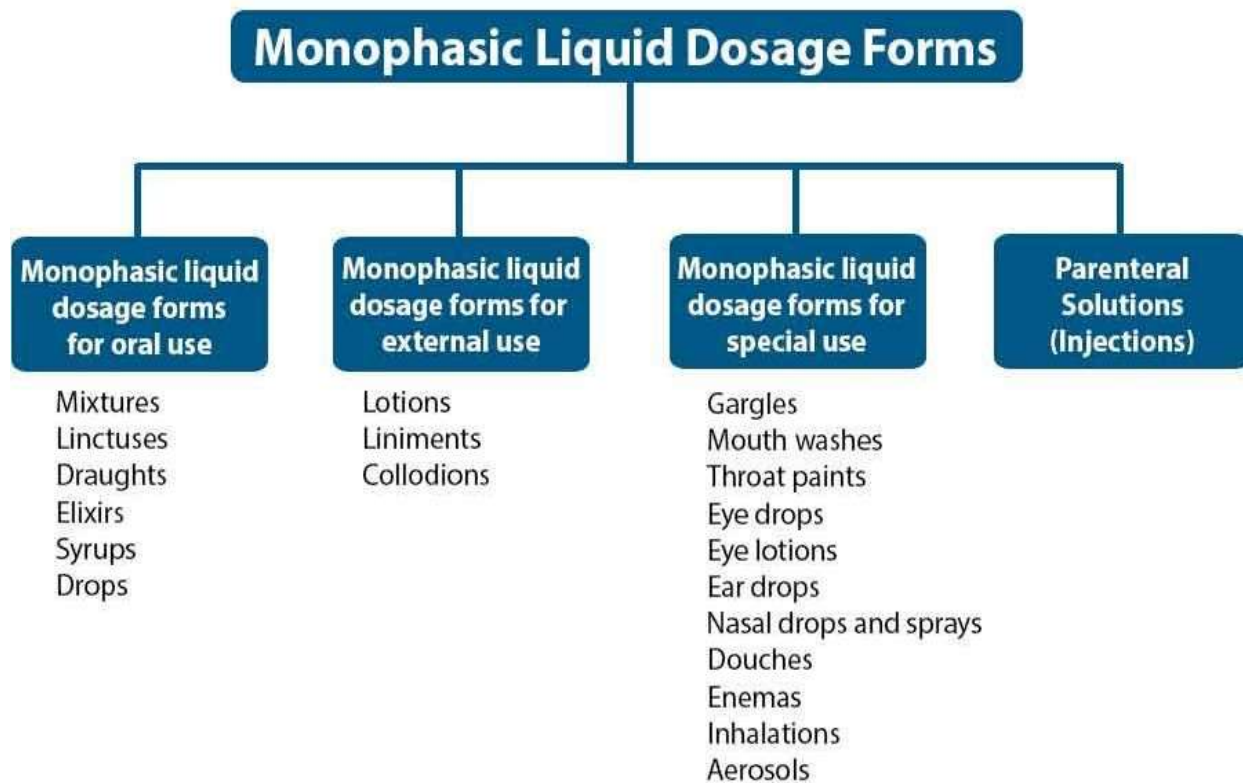 Monophasic Liquid Dosage Forms
Monophasic liquid
dosage forms
for oral use
Mixtures
Linctuses
Draughts
Elixirs
Syrups
Drops
Monophasic liquid
dosage forms for
external use
Lotions
Liniments
Collodions
Monophasic liquid
dosage forms for
special use
Gargles
Mouth washes
Throat paints
Eye drops
Eye lotions
Ear drops
Nasal drops and sprays
Douches
Enemas
Inhalations
Aerosols
Parenteral
Solutions
(Injections)